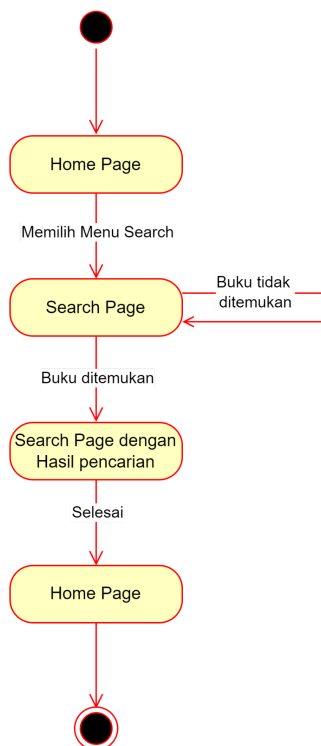 Home Page
Memilih Menu Search
Search Page
Buku tidak
ditemukan
Buku ditemukan
Search Page dengan
Hasil pencarian
Selesai
Home Page